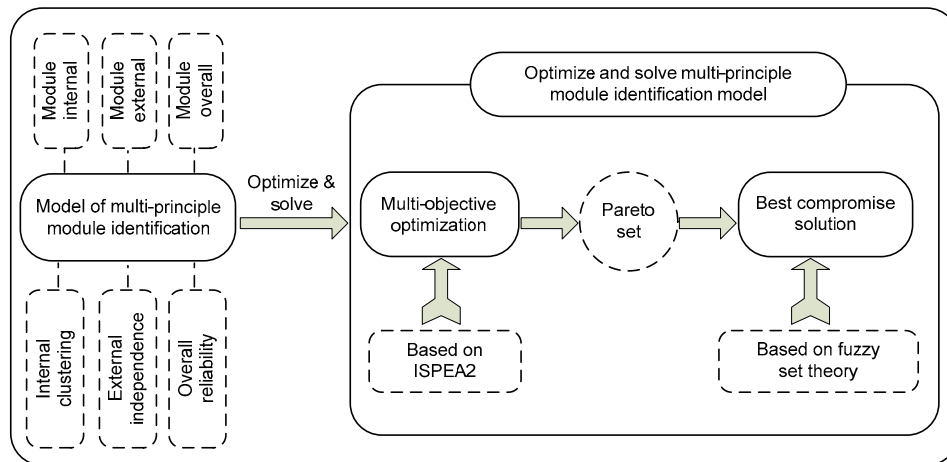 Module
internal
Module
external
Module
overall
Optimize and solve multi-principle
module identification model
Model of multi-principle
module identification
Optimize &
solve
Multi-objective
optimization
Pareto
set
Best compromise
solution
Internal
clustering
External
independence
Overall
reliability
Based on
ISPEA2
Based on fuzzy
set theory